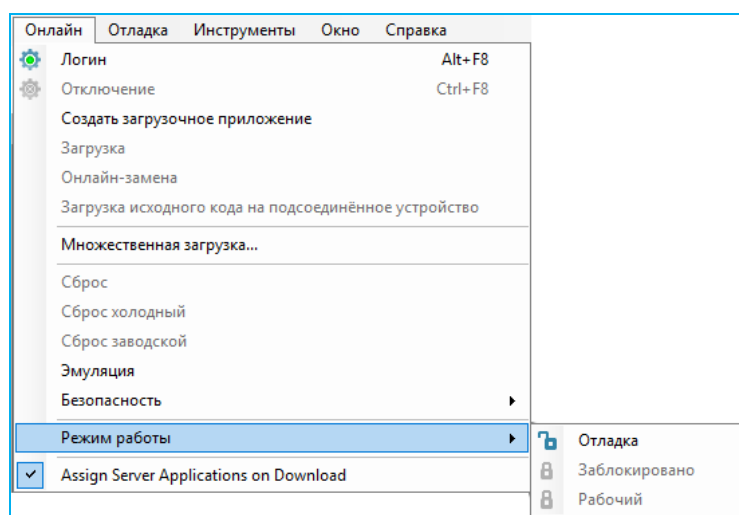 Онлайн Отладка Инструменты Окно Справка
Логин Alt+F8
Отключение Ctrl+F8
Создать загрузочное приложение
Загрузка
Онлайн-замена
Загрузка исходного кода на подсоединённое устройство
Множественная загрузка...
Сброс
Сброс холодный
Сброс заводской
Эмуляция
Безопасность
Режим работы
Отладка
Assign Server Applications on Download
Заблокировано
Рабочий